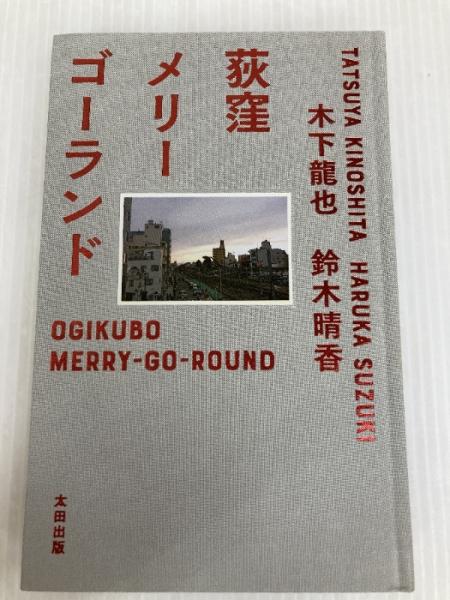 荻窪
メリー
ゴーランド
TATSUYA KINOSHITA HARUKA SUZUKI
木下龍也 鈴木晴香
OGIKUBO
MERRY-GO-ROUND
太田出版